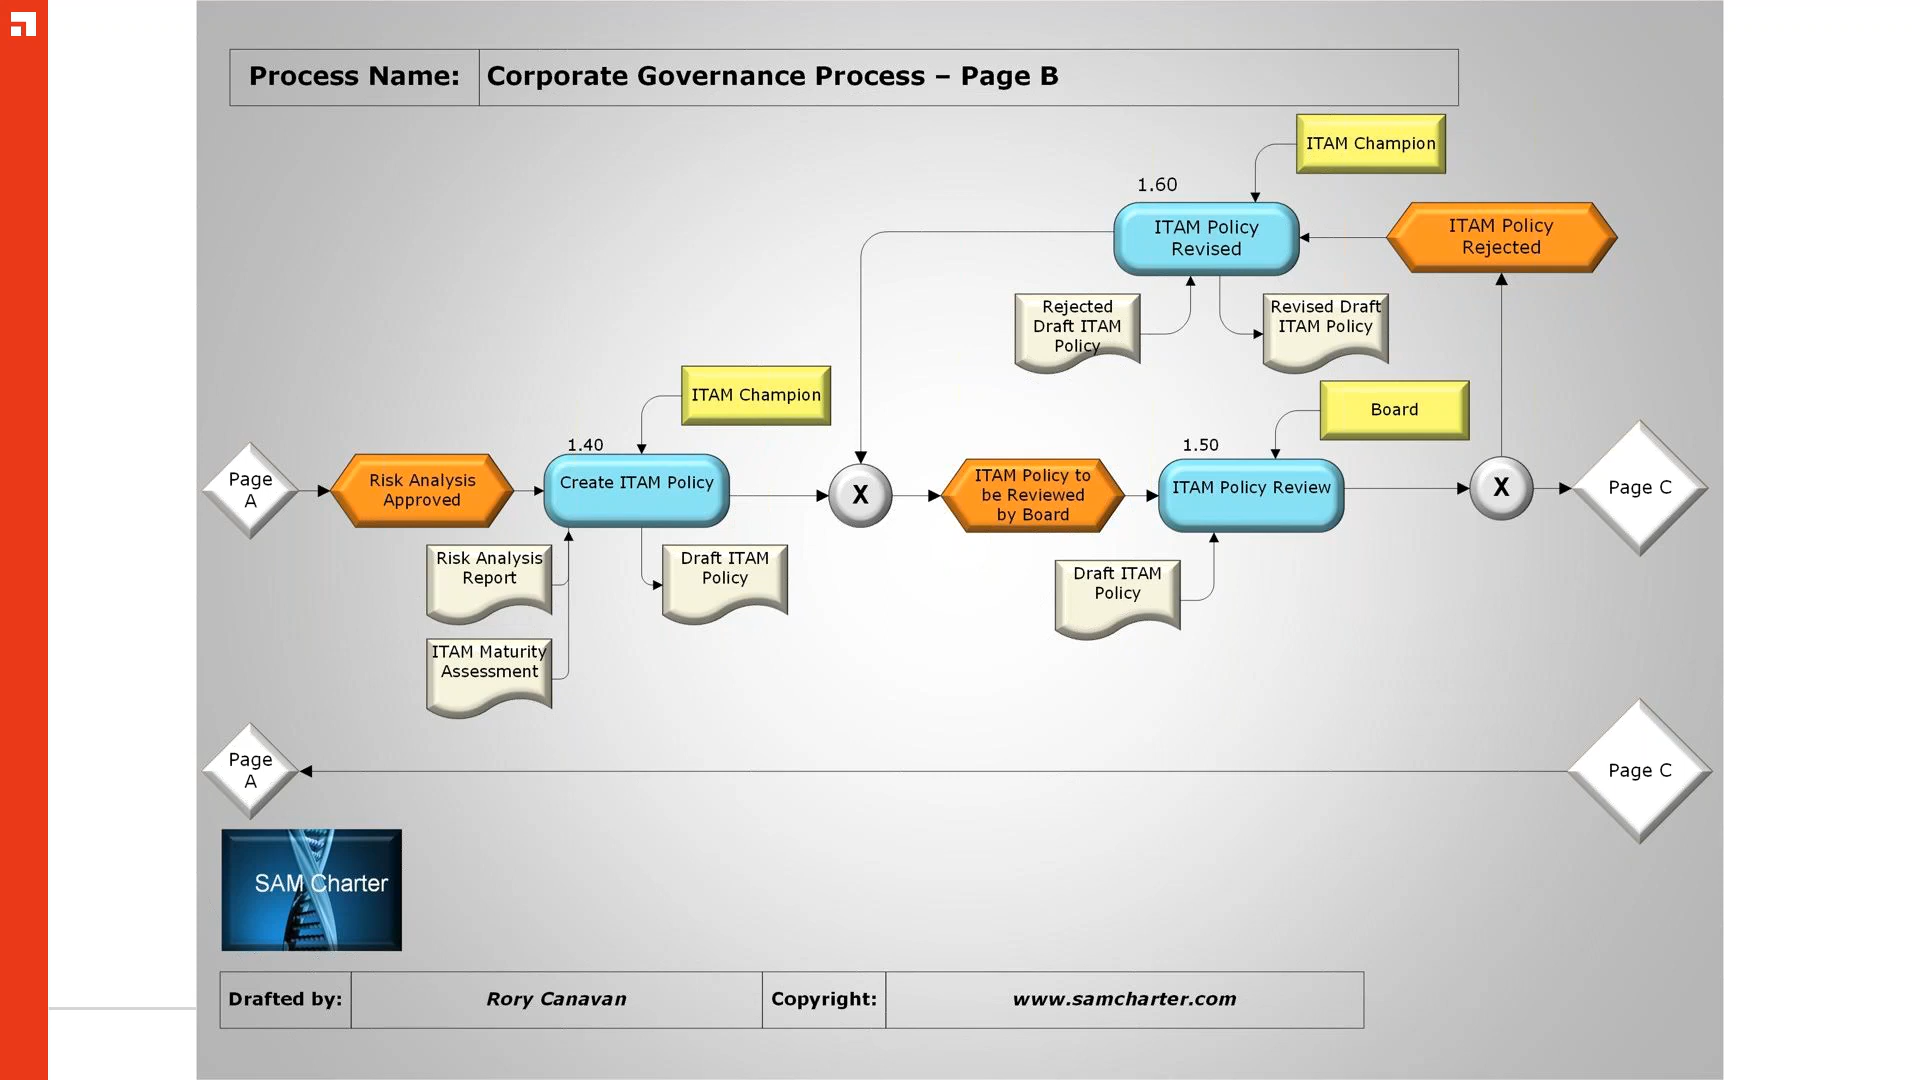 Process Name:
Corporate Governance Process – Page B
ITAM Champion
1.60
ITAM Policy
Revised
ITAM Policy
Rejected
Rejected
Draft ITAM
Policy
Revised Draft
ITAM Policy
ITAM Champion
Board
1.40
1.50
Page
A
Risk Analysis
Approved
Create ITAM Policy
X
ITAM Policy to
be Reviewed
by Board
ITAM Policy Review
X
Page C
Risk Analysis
Report
Draft ITAM
Policy
Draft ITAM
Policy
ITAM Maturity
Assessment
Page
A
Page C
SAM Charter
Drafted by:
Rory Canavan
Copyright:
www.samcharter.com